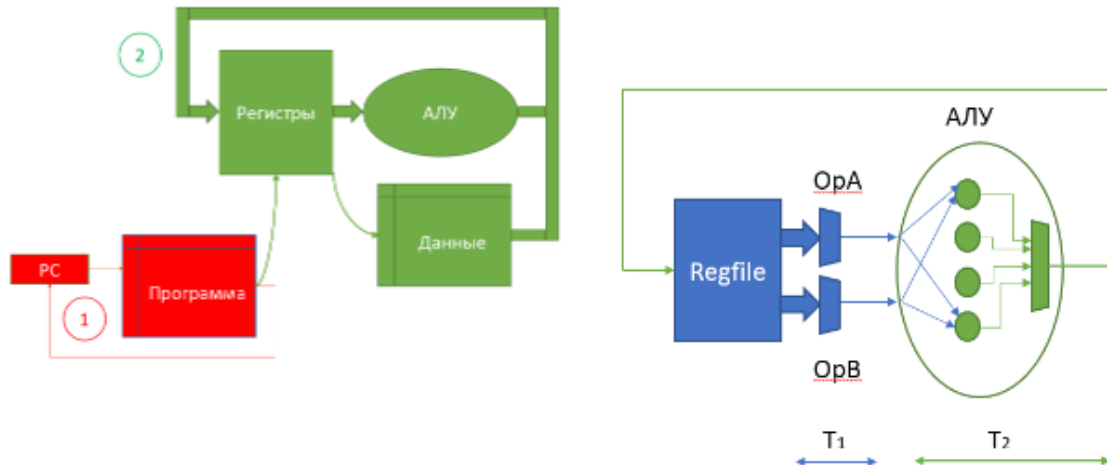 2
Регистры
АЛУ
Данные
PC
Программа
1
АЛУ
OpA
Regfile
OpB
T₁
T₂